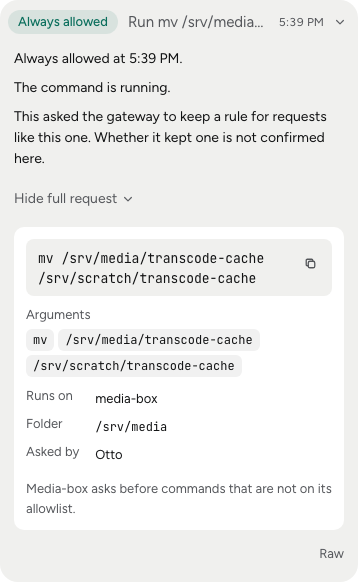 Always allowed Run mv /srv/media... 5:39 PM
Always allowed at 5:39 PM.
The command is running.
This asked the gateway to keep a rule for requests
like this one. Whether it kept one is not confirmed
here.
Hide full request
mv /srv/media/transcode-cache
/srv/scratch/transcode-cache
Arguments
mv /srv/media/transcode-cache
/srv/scratch/transcode-cache
Runs on media-box
Folder /srv/media
Asked by Otto
Media-box asks before commands that are not on its
allowlist.
Raw